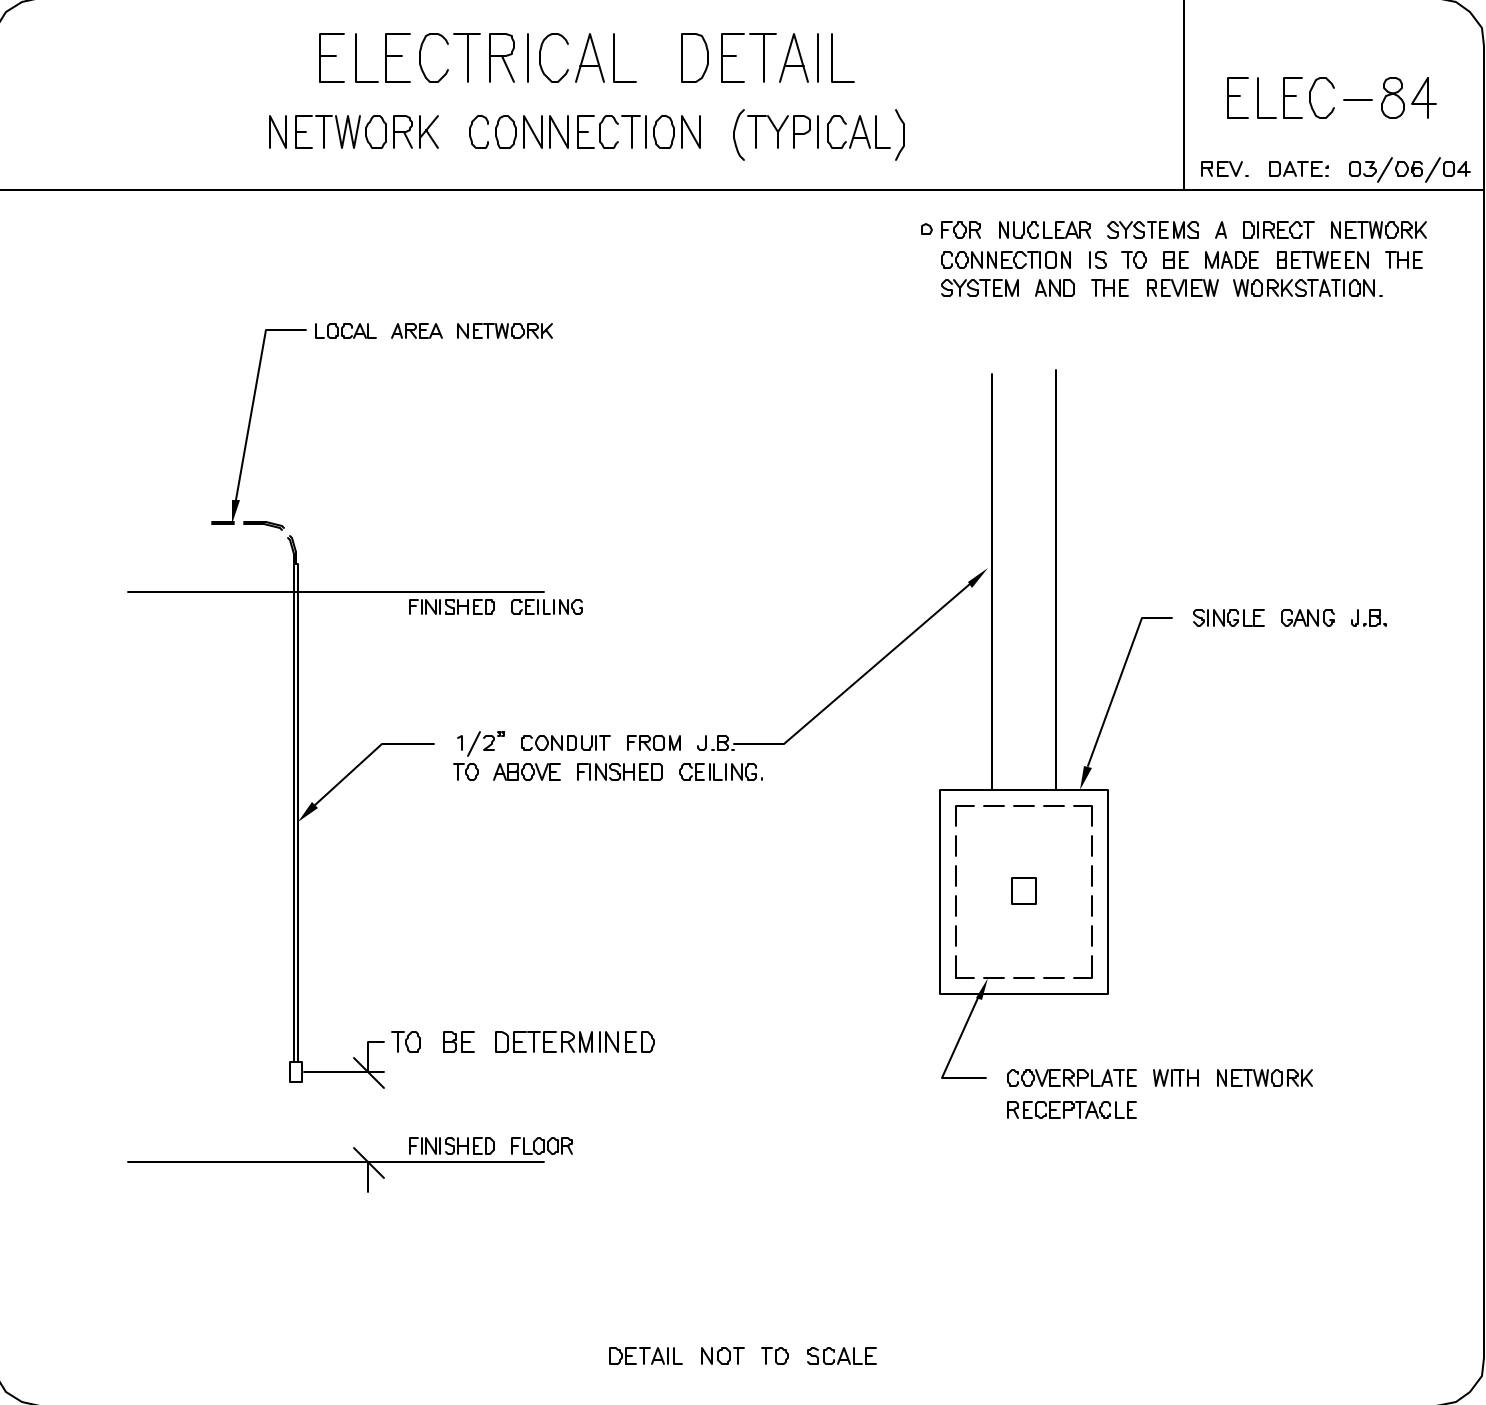 ELECTRICAL DETAIL
NETWORK CONNECTION (TYPICAL)
ELEC-84
REV. DATE: 03/06/04
FOR NUCLEAR SYSTEMS A DIRECT NETWORK
CONNECTION IS TO BE MADE BETWEEN THE
SYSTEM AND THE REVIEW WORKSTATION.
LOCAL AREA NETWORK
FINISHED CEILING
SINGLE GANG J.B.
1/2" CONDUIT FROM J.B.
TO ABOVE FINSHED CEILING.
TO BE DETERMINED
COVERPLATE WITH NETWORK
RECEPTACLE
FINISHED FLOOR
DETAIL NOT TO SCALE